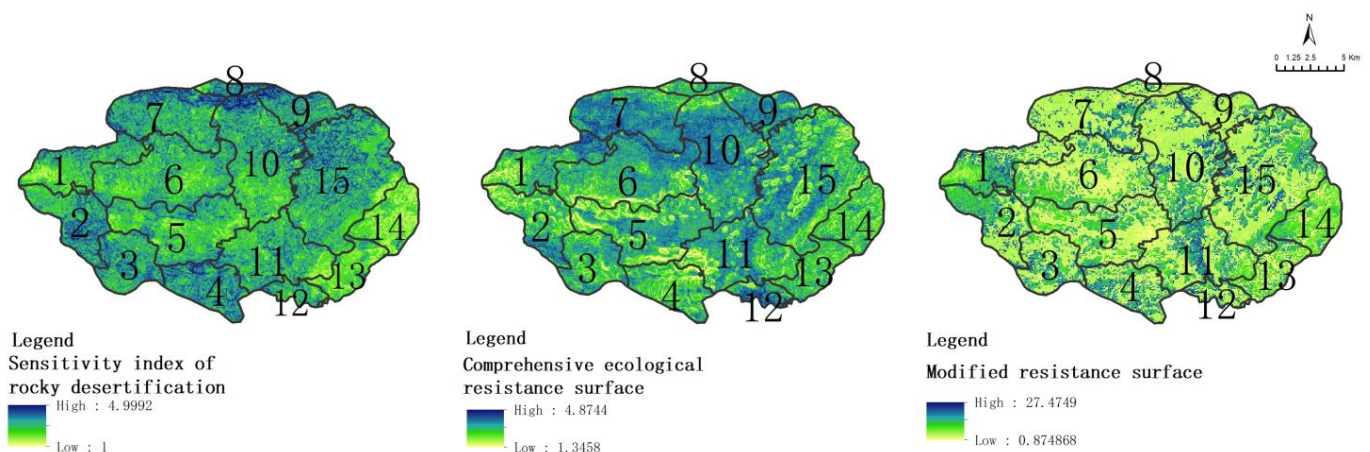 N
0 1.25 2.5 5 Km
8
7
9
10
1
6
15
2
5
14
3
11
13
4
12
Legend
Sensitivity index of
rocky desertification
High : 4.9992
Low : 1
8
7
9
10
1
6
15
2
5
14
3
11
13
4
12
Legend
Comprehensive ecological
resistance surface
High : 4.8744
Low : 1.3458
8
7
9
10
1
6
15
2
5
14
3
11
13
4
12
Legend
Modified resistance surface
High : 27.4749
Low : 0.874868